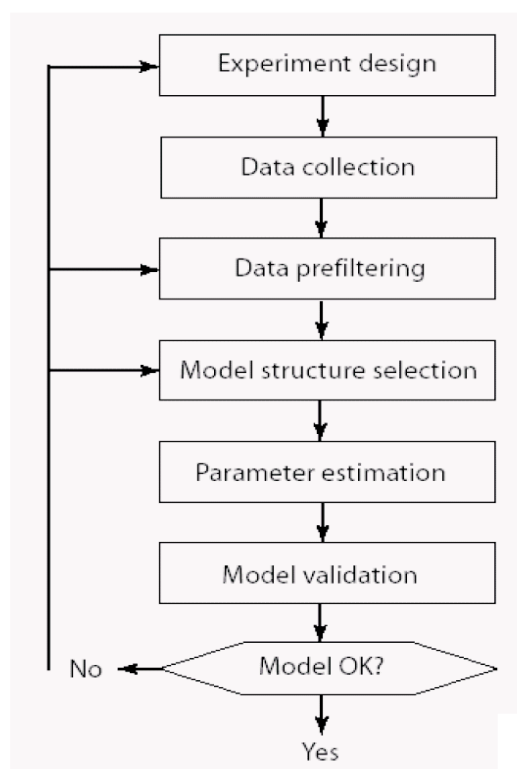 Experiment design
Data collection
Data prefiltering
Model structure selection
Parameter estimation
Model validation
Model OK?
No
Yes